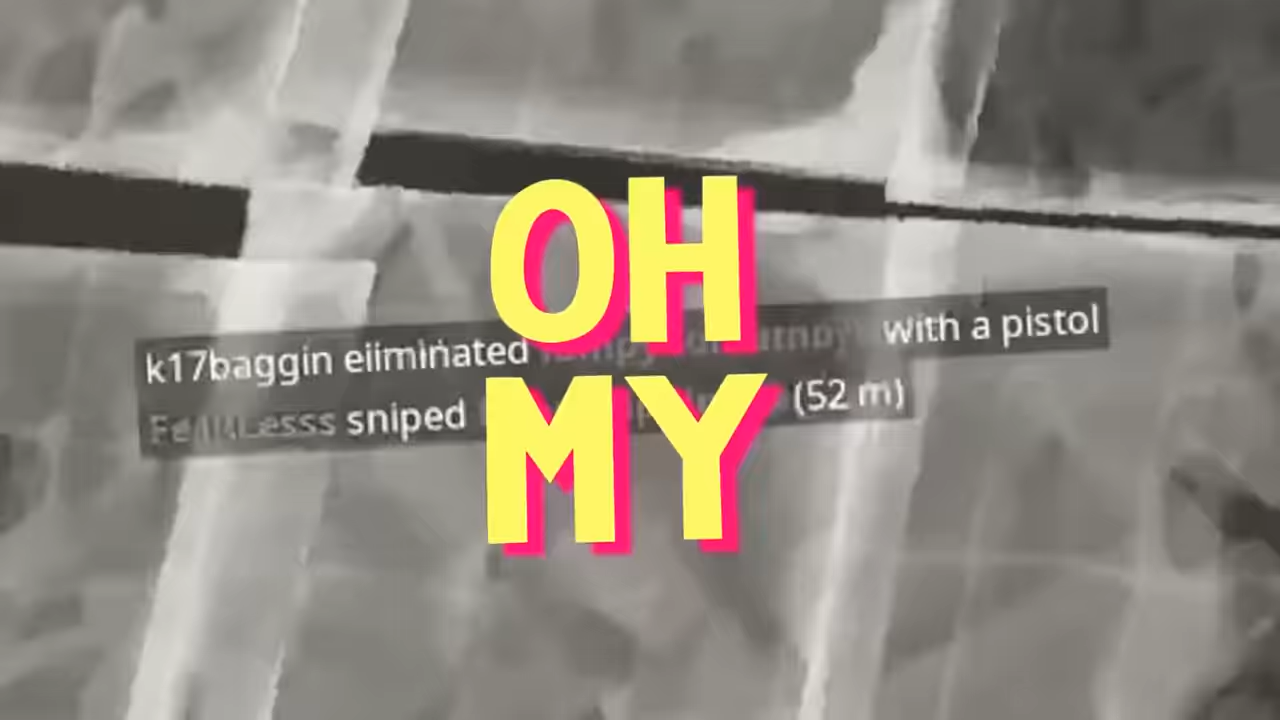 OH
MY
k17baggin eliminated with a pistol
sniped (52 m)